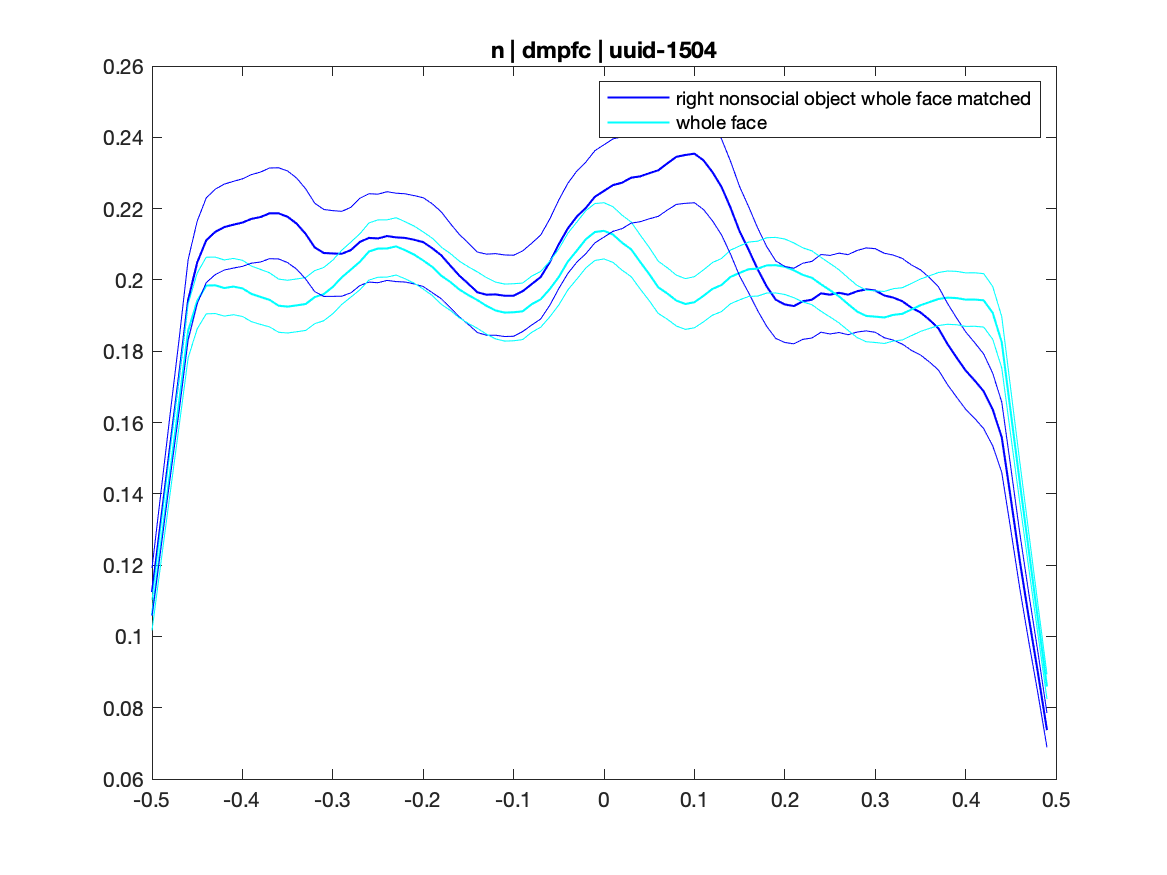 n | dmpfc | uuid-1504
right nonsocial object whole face matched
whole face
0.26
0.24
0.22
0.2
0.18
0.16
0.14
0.12
0.1
0.08
0.06
-0.5 -0.4 -0.3 -0.2 -0.1 0 0.1 0.2 0.3 0.4 0.5